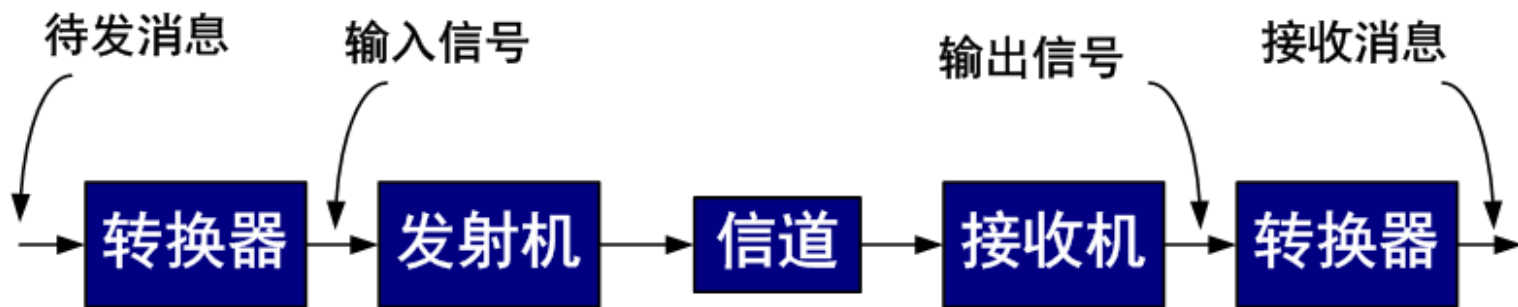 待发消息
输入信号
输出信号
接收消息
转换器
发射机
信道
接收机
转换器